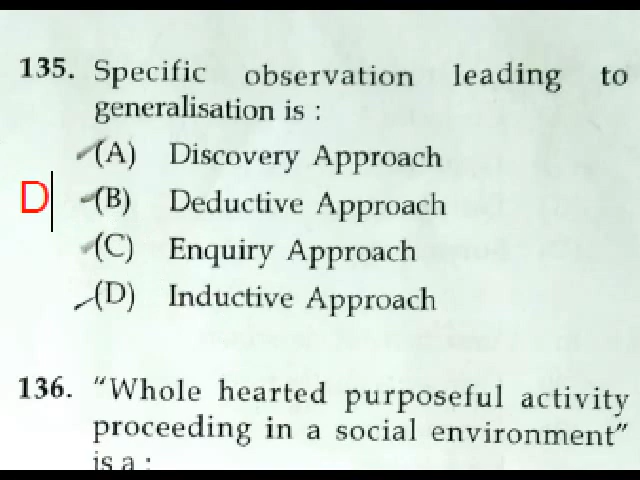 135. Specific observation leading to
generalisation is :
(A) Discovery Approach
D (B) Deductive Approach
(C) Enquiry Approach
(D) Inductive Approach
136. "Whole hearted purposeful activity
proceeding in a social environment"
is a :